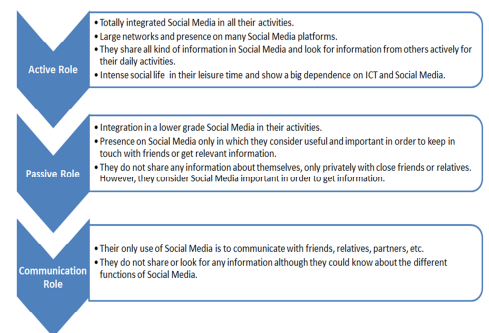 Active Role
• Totally integrated Social Media in all their activities.
• Large networks and presence on many Social Media platforms.
• They share all kind of information in Social Media and look for information from others actively for
their daily activities.
• Intense social life in their leisure time and show a big dependence on ICT and Social Media.
Passive Role
• Integration in a lower grade Social Media in their activities.
• Presence on Social Media only in which they consider useful and important in order to keep in
touch with friends or get relevant information.
• They do not share any information about themselves, only privately with close friends or relatives.
However, they consider Social Media important in order to get information.
Communication
Role
• Their only use of Social Media is to communicate with friends, relatives, partners, etc.
• They do not share or look for any information although they could know about the different
functions of Social Media.